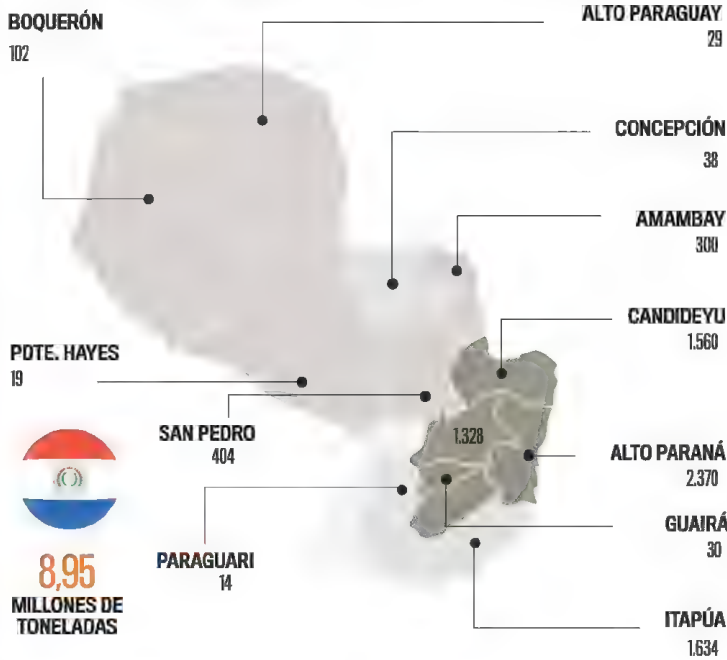 BOQUERÓN
102
ALTO PARAGUAY
29
CONCEPCIÓN
38
AMAMBAY
300
CANDIDEYU
1.560
PDTE. HAYES
19
SAN PEDRO
404
1.328
ALTO PARANÁ
2.370
GUAIRÁ
30
PARAGUARI
14
8,95
MILLONES DE
TONELADAS
ITAPÚA
1.634